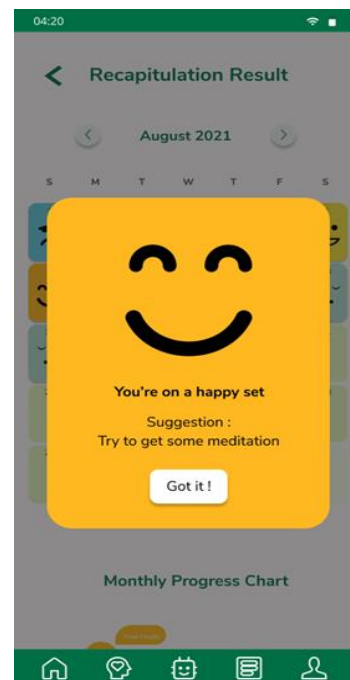 04:20
Recapitulation Result
August 2021
S M T W T F S
You're on a happy set
Suggestion :
Try to get some meditation
Got it !
Monthly Progress Chart